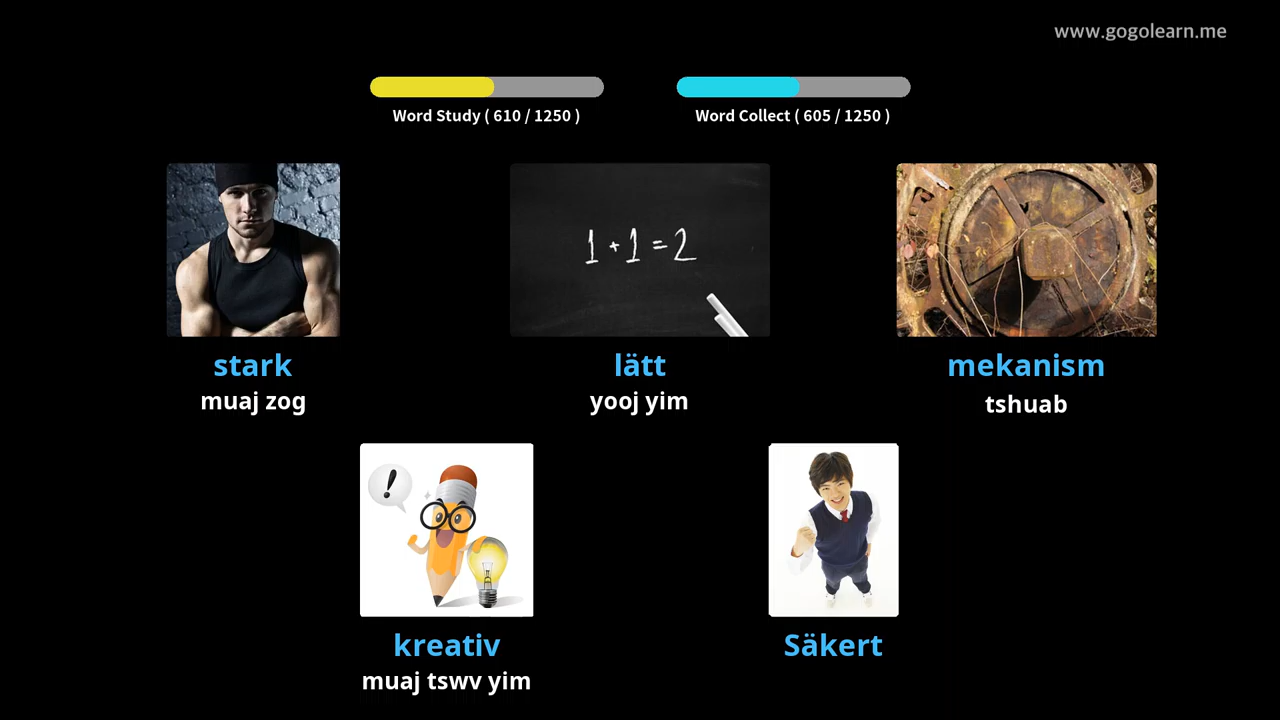 www.gogolearn.me
Word Study ( 610 / 1250 )
Word Collect ( 605 / 1250 )
1 + 1 = 2
stark
muaj zog
lätt
yooj yim
mekanism
tshuab
!
kreativ
muaj tswv yim
Säkert